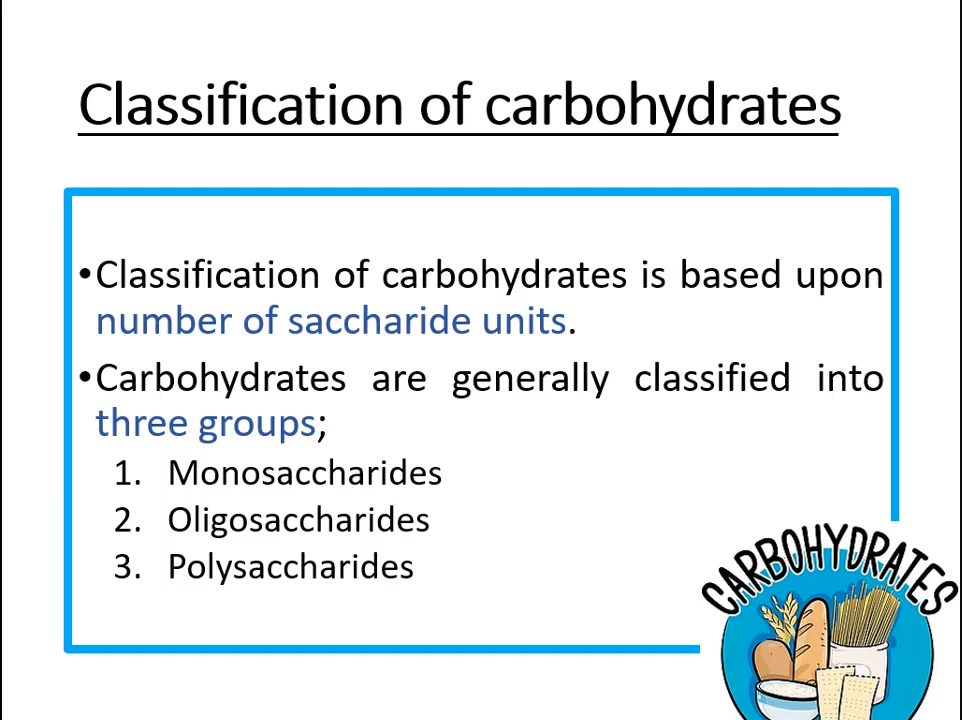 Classification of carbohydrates
•Classification of carbohydrates is based upon
number of saccharide units.
•Carbohydrates are generally classified into
three groups;
1. Monosaccharides
2. Oligosaccharides
3. Polysaccharides
CARBOHYDRATES